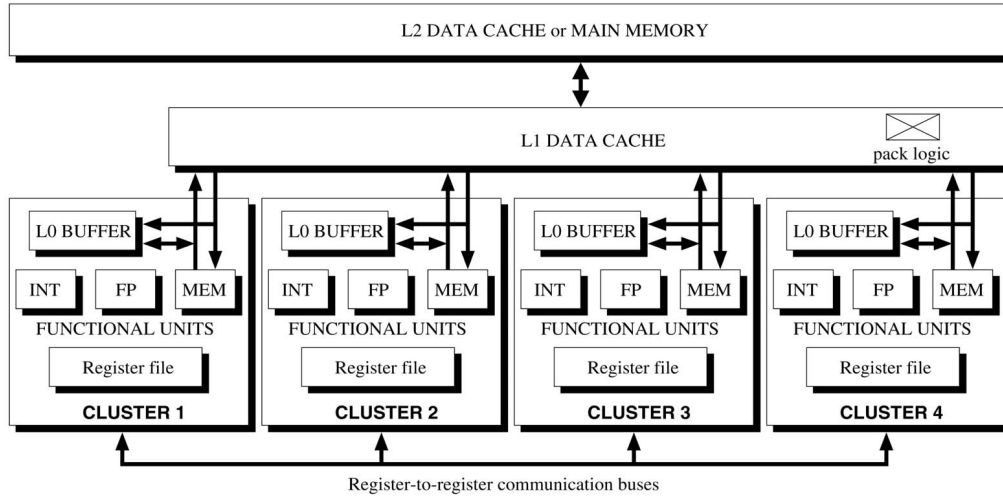 L2 DATA CACHE or MAIN MEMORY
L1 DATA CACHE
pack logic
L0 BUFFER
INT
FP
MEM
FUNCTIONAL UNITS
Register file
CLUSTER 1
L0 BUFFER
INT
FP
MEM
FUNCTIONAL UNITS
Register file
CLUSTER 2
L0 BUFFER
INT
FP
MEM
FUNCTIONAL UNITS
Register file
CLUSTER 3
L0 BUFFER
INT
FP
MEM
FUNCTIONAL UNITS
Register file
CLUSTER 4
Register-to-register communication buses